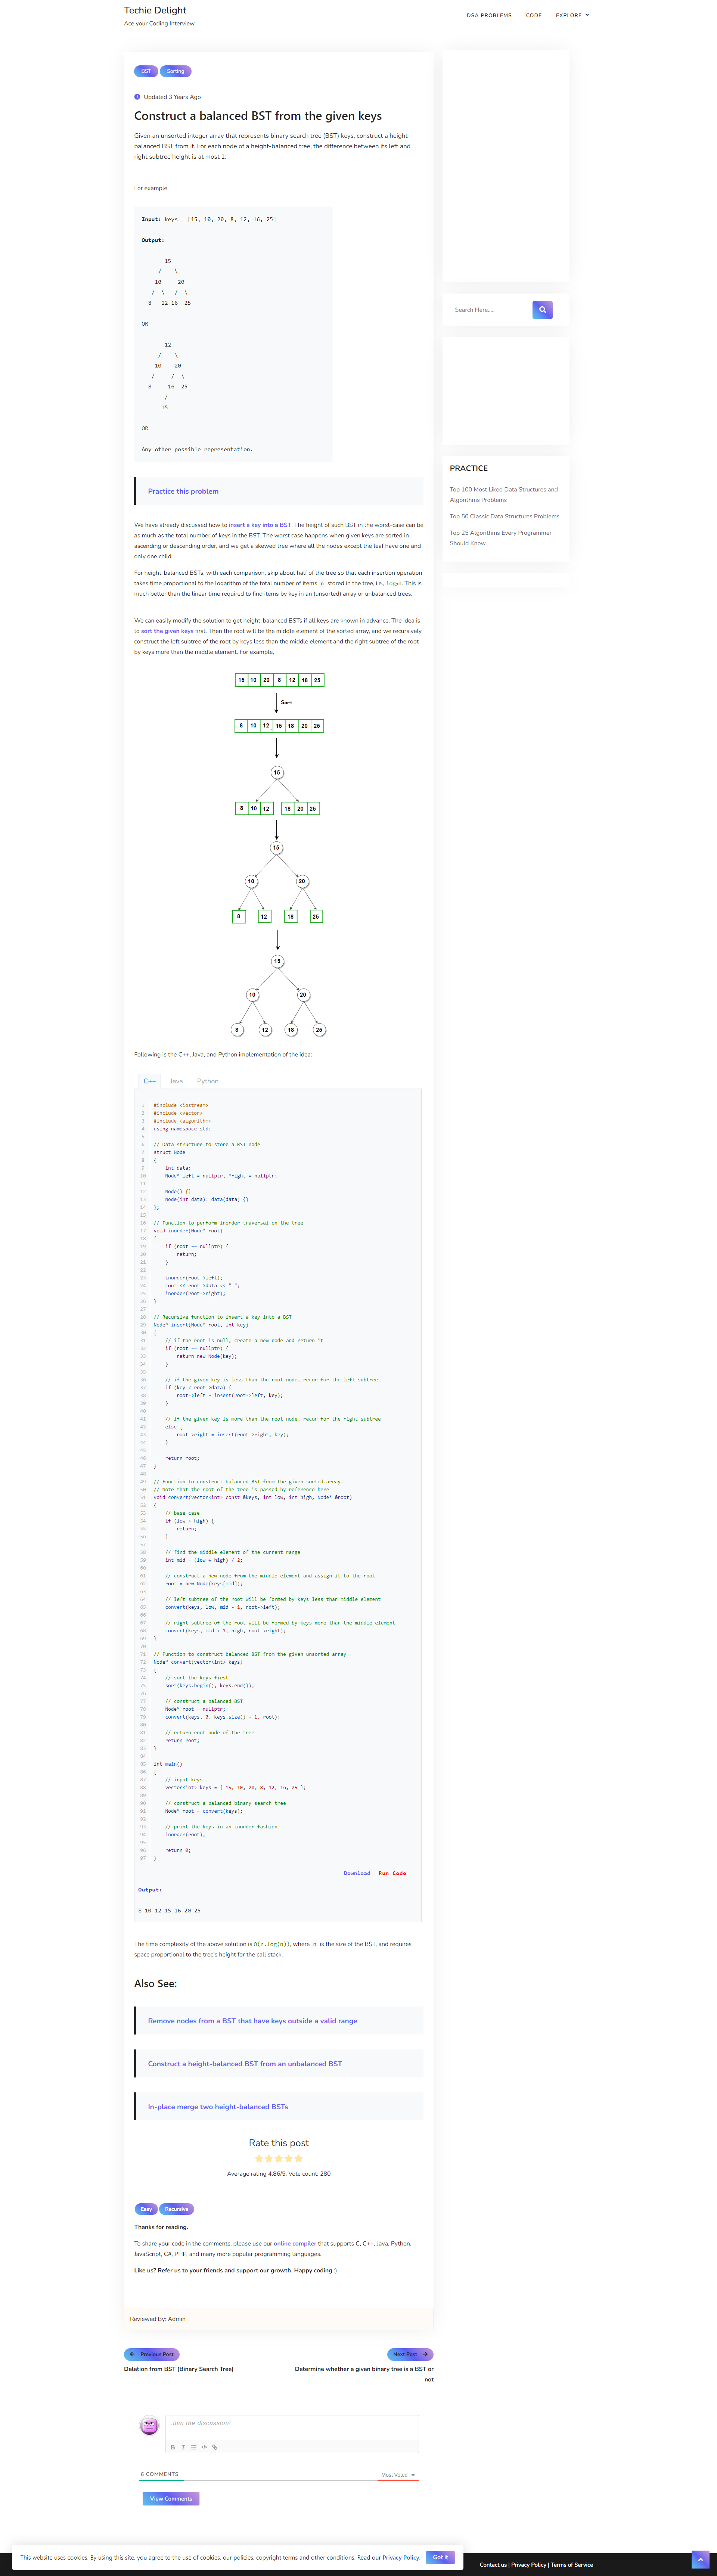 Techie Delight
Ace your Coding Interview
DSA PROBLEMS CODE EXPLORE
BST Sorting
Updated 3 Years Ago
Construct a balanced BST from the given keys
Given an unsorted integer array that represents binary search tree (BST) keys, construct a height-
balanced BST from it. For each node of a height-balanced tree, the difference between its left and
right subtree height is at most 1.
For example,
Input: keys = [15, 10, 20, 8, 12, 16, 25]
Output:
15
/ \
10 20
/ \ / \
8 12 16 25
OR
12
/ \
10 20
/ / \
8 16 25
/
15
OR
Any other possible representation.
Practice this problem
We have already discussed how to insert a key into a BST. The height of such BST in the worst-case can be
as much as the total number of keys in the BST. The worst case happens when given keys are sorted in
ascending or descending order, and we get a skewed tree where all the nodes except the leaf have one and
only one child.
For height-balanced BSTs, with each comparison, skip about half of the tree so that each insertion operation
takes time proportional to the logarithm of the total number of items n stored in the tree, i.e., log₂n. This is
much better than the linear time required to find items by key in an (unsorted) array or unbalanced trees.
We can easily modify the solution to get height-balanced BSTs if all keys are known in advance. The idea is
to sort the given keys first. Then the root will be the middle element of the sorted array, and we recursively
construct the left subtree of the root by keys less than the middle element and the right subtree of the root
by keys more than the middle element. For example,
15 10 20 8 12 18 25
Sort
8 10 12 15 18 20 25
15
8 10 12 18 20 25
15
10 20
8 12 18 25
15
10 20
8 12 18 25
Following is the C++, Java, and Python implementation of the idea:
C++ Java Python
1 #include <iostream>
2 #include <vector>
3 #include <algorithm>
4 using namespace std;
5
6 // Data structure to store a BST node
7 struct Node
8 {
9 int data;
10 Node* left = nullptr, *right = nullptr;
11
12 Node() {}
13 Node(int data): data(data) {}
14 };
15
16 // Function to perform inorder traversal on the tree
17 void inorder(Node* root)
18 {
19 if (root == nullptr) {
20 return;
21 }
22
23 inorder(root->left);
24 cout << root->data << " ";
25 inorder(root->right);
26 }
27
28 // Recursive function to insert a key into a BST
29 Node* insert(Node* root, int key)
30 {
31 // if the root is null, create a new node and return it
32 if (root == nullptr) {
33 return new Node(key);
34 }
35
36 // if the given key is less than the root node, recur for the left subtree
37 if (key < root->data) {
38 root->left = insert(root->left, key);
39 }
40
41 // if the given key is more than the root node, recur for the right subtree
42 else {
43 root->right = insert(root->right, key);
44 }
45
46 return root;
47 }
48
49 // Function to construct balanced BST from the given sorted array.
50 // Note that the root of the tree is passed by reference here
51 void convert(vector<int> const &keys, int low, int high, Node* &root)
52 {
53 // base case
54 if (low > high) {
55 return;
56 }
57
58 // find the middle element of the current range
59 int mid = (low + high) / 2;
60
61 // construct a new node from the middle element and assign it to the root
62 root = new Node(keys[mid]);
63
64 // left subtree of the root will be formed by keys less than middle element
65 convert(keys, low, mid - 1, root->left);
66
67 // right subtree of the root will be formed by keys more than the middle element
68 convert(keys, mid + 1, high, root->right);
69 }
70
71 // Function to construct balanced BST from the given unsorted array
72 Node* convert(vector<int> keys)
73 {
74 // sort the keys first
75 sort(keys.begin(), keys.end());
76
77 // construct a balanced BST
78 Node* root = nullptr;
79 convert(keys, 0, keys.size() - 1, root);
80
81 // return root node of the tree
82 return root;
83 }
84
85 int main()
86 {
87 // input keys
88 vector<int> keys = { 15, 10, 20, 8, 12, 16, 25 };
89
90 // construct a balanced binary search tree
91 Node* root = convert(keys);
92
93 // print the keys in an inorder fashion
94 inorder(root);
95
96 return 0;
97 }
Download Run Code
Output:
8 10 12 15 16 20 25
The time complexity of the above solution is O(n.log(n)), where n is the size of the BST, and requires
space proportional to the tree's height for the call stack.
Also See:
Remove nodes from a BST that have keys outside a valid range
Construct a height-balanced BST from an unbalanced BST
In-place merge two height-balanced BSTs
Rate this post
Average rating 4.86/5. Vote count: 280
Easy Recursive
Thanks for reading.
To share your code in the comments, please use our online compiler that supports C, C++, Java, Python,
JavaScript, C#, PHP, and many more popular programming languages.
Like us? Refer us to your friends and support our growth. Happy coding :)
Reviewed By: Admin
Previous Post
Deletion from BST (Binary Search Tree)
Next Post
Determine whether a given binary tree is a BST or
not
Join the discussion!
B I
6 COMMENTS
Most Voted
View Comments
Search Here.....
PRACTICE
Top 100 Most Liked Data Structures and
Algorithms Problems
Top 50 Classic Data Structures Problems
Top 25 Algorithms Every Programmer
Should Know
This website uses cookies. By using this site, you agree to the use of cookies, our policies, copyright terms and other conditions. Read our Privacy Policy. Got it
Contact us | Privacy Policy | Terms of Service